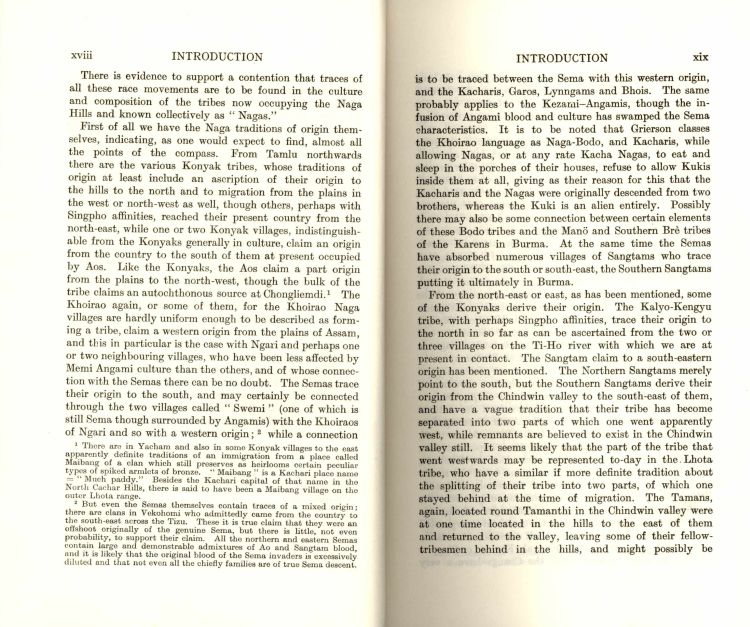 xviii INTRODUCTION
There is evidence to support a contention that traces of
all these race movements are to be found in the culture
and composition of the tribes now occupying the Naga
Hills and known collectively as " Nagas."
First of all we have the Naga traditions of origin them-
selves, indicating, as one would expect to find, almost all
the points of the compass. From Tamlu northwards
there are the various Konyak tribes, whose traditions of
origin at least include an ascription of their origin to
the hills to the north and to migration from the plains in
the west or north-west as well, though others, perhaps with
Singpho affinities, reached their present country from the
north-east, while one or two Konyak villages, indistinguish-
able from the Konyaks generally in culture, claim an origin
from the country to the south of them at present occupied
by Aos. Like the Konyaks, the Aos claim a part origin
from the plains to the north-west, though the bulk of the
tribe claims an autochthonous source at Chongliemdi.¹ The
Khoirao again, or some of them, for the Khoirao Naga
villages are hardly uniform enough to be described as form-
ing a tribe, claim a western origin from the plains of Assam,
and this in particular is the case with Ngari and perhaps one
or two neighbouring villages, who have been less affected by
Memi Angami culture than the others, and of whose connec-
tion with the Semas there can be no doubt. The Semas trace
their origin to the south, and may certainly be connected
through the two villages called " Swemi " (one of which is
still Sema though surrounded by Angamis) with the Khoiraos
of Ngari and so with a western origin ; ² while a connection
¹ There are in Yacham and also in some Konyak villages to the east
apparently definite traditions of an immigration from a place called
Maibang of a clan which still preserves as heirlooms certain peculiar
types of spiked armlets of bronze. " Maibang " is a Kachari place name
= " Much paddy." Besides the Kachari capital of that name in the
North Cachar Hills, there is said to have been a Maibang village on the
outer Lhota range.
² But even the Semas themselves contain traces of a mixed origin ;
there are clans in Vekohomi who admittedly came from the country to
the south-east across the Tizu. These it is true claim that they were an
offshoot originally of the genuine Sema, but there is little, not even
probability, to support their claim. All the northern and eastern Semas
contain large and demonstrable admixtures of Ao and Sangtam blood,
and it is likely that the original blood of the Sema invaders is excessively
diluted and that not even all the chiefly families are of true Sema descent.
INTRODUCTION xix
is to be traced between the Sema with this western origin,
and the Kacharis, Garos, Lynngams and Bhois. The same
probably applies to the Kezami-Angamis, though the in-
fusion of Angami blood and culture has swamped the Sema
characteristics. It is to be noted that Grierson classes
the Khoirao language as Naga-Bodo, and Kacharis, while
allowing Nagas, or at any rate Kacha Nagas, to eat and
sleep in the porches of their houses, refuse to allow Kukis
inside them at all, giving as their reason for this that the
Kacharis and the Nagas were originally descended from two
brothers, whereas the Kuki is an alien entirely. Possibly
there may also be some connection between certain elements
of these Bodo tribes and the Manö and Southern Brè tribes
of the Karens in Burma. At the same time the Semas
have absorbed numerous villages of Sangtams who trace
their origin to the south or south-east, the Southern Sangtams
putting it ultimately in Burma.
From the north-east or east, as has been mentioned, some
of the Konyaks derive their origin. The Kalyo-Kengyu
tribe, with perhaps Singpho affinities, trace their origin to
the north in so far as can be ascertained from the two or
three villages on the Ti-Ho river with which we are at
present in contact. The Sangtam claim to a south-eastern
origin has been mentioned. The Northern Sangtams merely
point to the south, but the Southern Sangtams derive their
origin from the Chindwin valley to the south-east of them,
and have a vague tradition that their tribe has become
separated into two parts of which one went apparently
west, while remnants are believed to exist in the Chindwin
valley still. It seems likely that the part of the tribe that
went westwards may be represented to-day in the Lhota
tribe, who have a similar if more definite tradition about
the splitting of their tribe into two parts, of which one
stayed behind at the time of migration. The Tamans,
again, located round Tamanthi in the Chindwin valley were
at one time located in the hills to the east of them
and returned to the valley, leaving some of their fellow-
tribesmen behind in the hills, and might possibly be